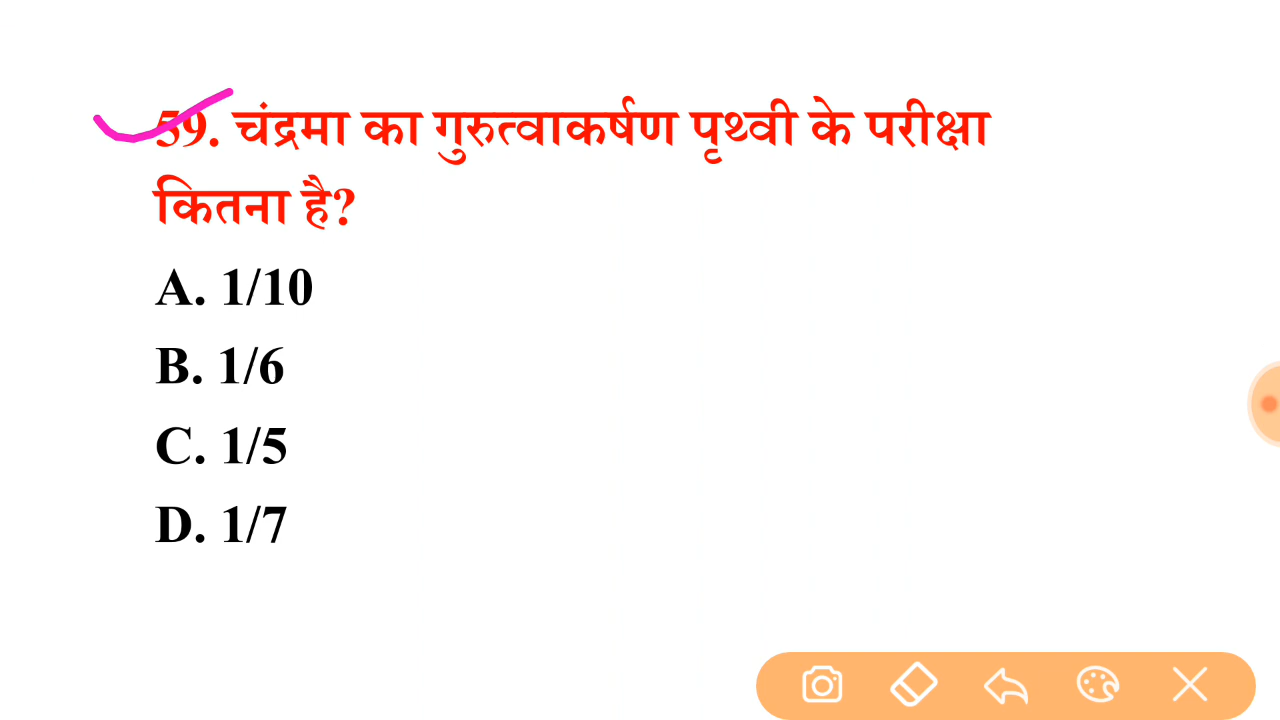 59. चंद्रमा का गुरुत्वाकर्षण पृथ्वी के परीक्षा
कितना है?
A. 1/10
B. 1/6
C. 1/5
D. 1/7